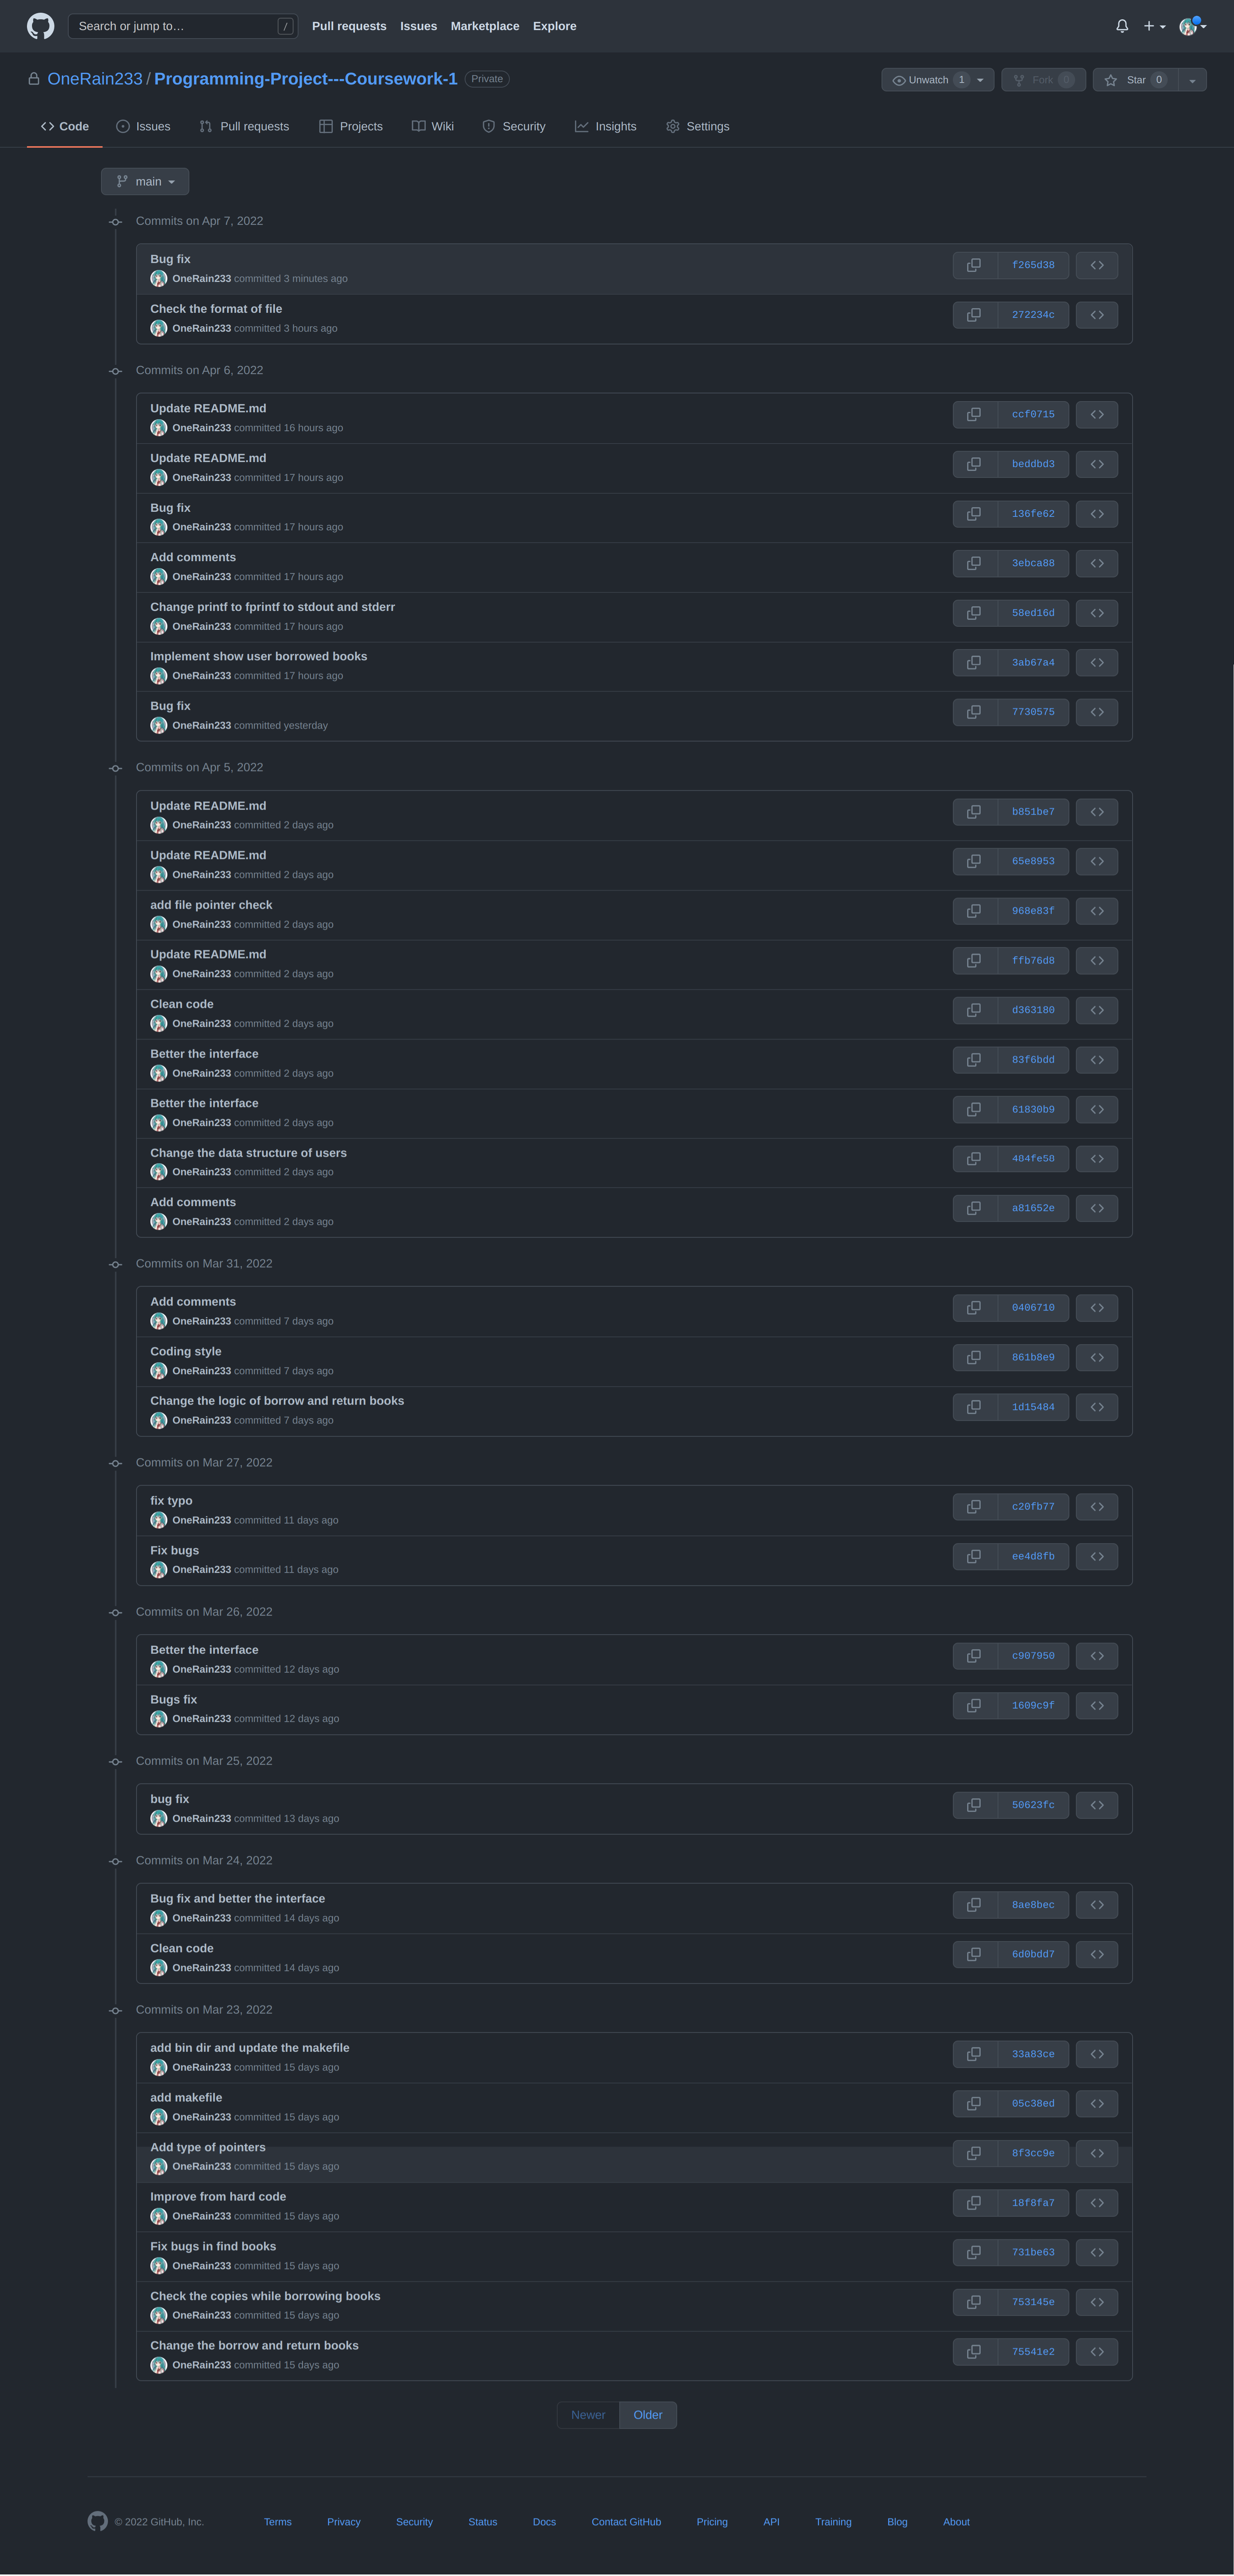 Search or jump to… / Pull requests Issues Marketplace Explore
OneRain233 / Programming-Project---Coursework-1 Private Unwatch 1 Fork 0 Star 0
Code Issues Pull requests Projects Wiki Security Insights Settings
main
Commits on Apr 7, 2022
Bug fix
OneRain233 committed 3 minutes ago
f265d38
Check the format of file
OneRain233 committed 3 hours ago
272234c
Commits on Apr 6, 2022
Update README.md
OneRain233 committed 16 hours ago
ccf0715
Update README.md
OneRain233 committed 17 hours ago
beddbd3
Bug fix
OneRain233 committed 17 hours ago
136fe62
Add comments
OneRain233 committed 17 hours ago
3ebca88
Change printf to fprintf to stdout and stderr
OneRain233 committed 17 hours ago
58ed16d
Implement show user borrowed books
OneRain233 committed 17 hours ago
3ab67a4
Bug fix
OneRain233 committed yesterday
7730575
Commits on Apr 5, 2022
Update README.md
OneRain233 committed 2 days ago
b851be7
Update README.md
OneRain233 committed 2 days ago
65e8953
add file pointer check
OneRain233 committed 2 days ago
968e83f
Update README.md
OneRain233 committed 2 days ago
ffb76d8
Clean code
OneRain233 committed 2 days ago
d363180
Better the interface
OneRain233 committed 2 days ago
83f6bdd
Better the interface
OneRain233 committed 2 days ago
61830b9
Change the data structure of users
OneRain233 committed 2 days ago
404fe50
Add comments
OneRain233 committed 2 days ago
a81652e
Commits on Mar 31, 2022
Add comments
OneRain233 committed 7 days ago
0406710
Coding style
OneRain233 committed 7 days ago
861b8e9
Change the logic of borrow and return books
OneRain233 committed 7 days ago
1d15484
Commits on Mar 27, 2022
fix typo
OneRain233 committed 11 days ago
c20fb77
Fix bugs
OneRain233 committed 11 days ago
ee4d8fb
Commits on Mar 26, 2022
Better the interface
OneRain233 committed 12 days ago
c907950
Bugs fix
OneRain233 committed 12 days ago
1609c9f
Commits on Mar 25, 2022
bug fix
OneRain233 committed 13 days ago
50623fc
Commits on Mar 24, 2022
Bug fix and better the interface
OneRain233 committed 14 days ago
8ae8bec
Clean code
OneRain233 committed 14 days ago
6d0bdd7
Commits on Mar 23, 2022
add bin dir and update the makefile
OneRain233 committed 15 days ago
33a83ce
add makefile
OneRain233 committed 15 days ago
05c38ed
Add type of pointers
OneRain233 committed 15 days ago
8f3cc9e
Improve from hard code
OneRain233 committed 15 days ago
18f8fa7
Fix bugs in find books
OneRain233 committed 15 days ago
731be63
Check the copies while borrowing books
OneRain233 committed 15 days ago
753145e
Change the borrow and return books
OneRain233 committed 15 days ago
75541e2
Newer Older
© 2022 GitHub, Inc. Terms Privacy Security Status Docs Contact GitHub Pricing API Training Blog About